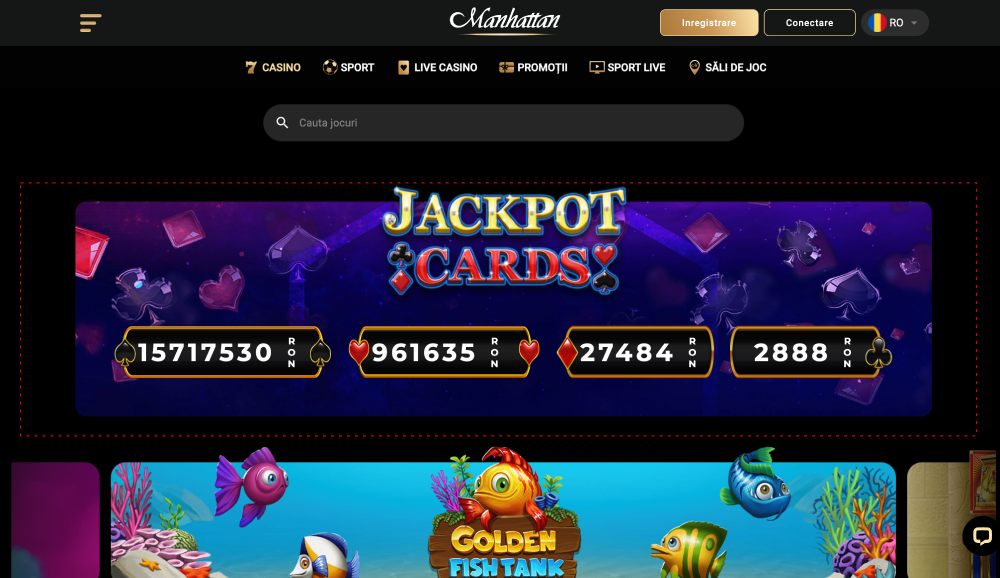 Manhattan
Inregistrare
Conectare
RO
CASINO
SPORT
LIVE CASINO
PROMOȚII
SPORT LIVE
SĂLI DE JOC
Cauta jocuri
JACKPOT
CARDS
15717530 RON
961635 RON
27484 RON
2888 RON
GOLDEN
FISH TANK